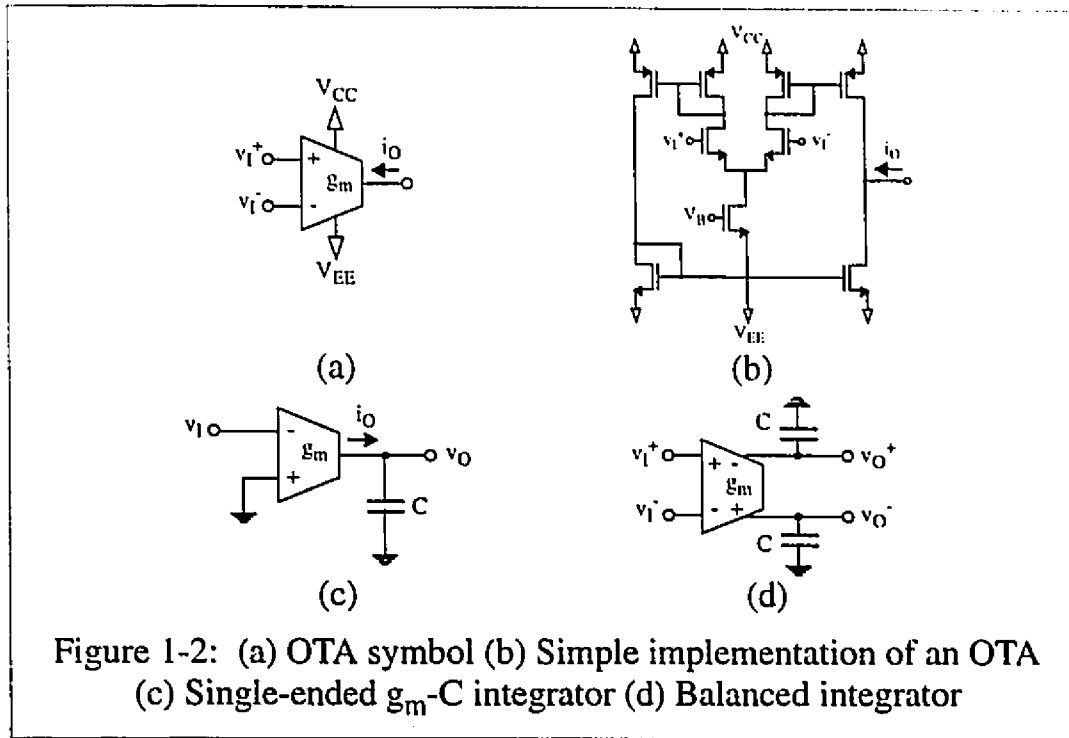 V_CC
v_I^+
+
i_O
g_m
v_I^-
-
V_EE
(a)
V_CC
v_I^+
v_I^-
i_O
V_B
V_EE
(b)
v_I
-
i_O
g_m
+
v_O
C
(c)
C
v_I^+
+ -
v_O^+
g_m
v_I^-
- +
v_O^-
C
(d)
Figure 1-2: (a) OTA symbol (b) Simple implementation of an OTA
(c) Single-ended g_m-C integrator (d) Balanced integrator